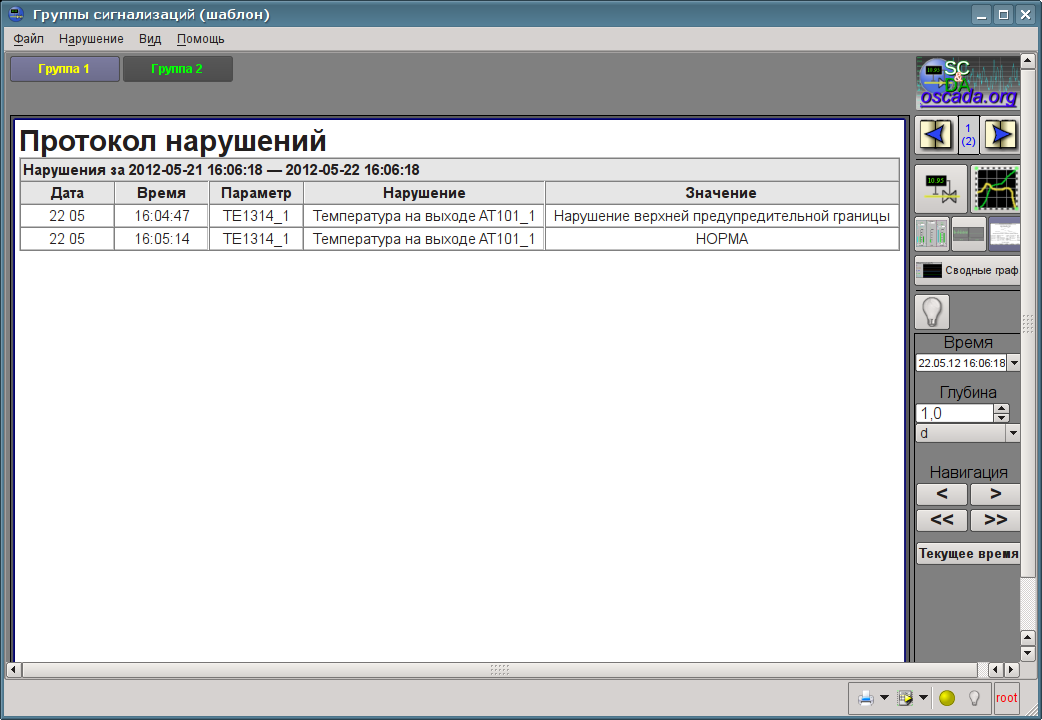 Группы сигнализаций (шаблон)
Файл Нарушение Вид Помощь
Группа 1 Группа 2
SC
&
DA
oscada.org
1
(2)
Протокол нарушений
Нарушения за 2012-05-21 16:06:18 — 2012-05-22 16:06:18
Дата Время Параметр Нарушение Значение
22 05 16:04:47 TE1314_1 Температура на выходе AT101_1 Нарушение верхней предупредительной границы
22 05 16:05:14 TE1314_1 Температура на выходе AT101_1 НОРМА
10.95
Сводные граф
Время
22.05.12 16:06:18
Глубина
1,0
d
Навигация
< >
<< >>
Текущее время
root